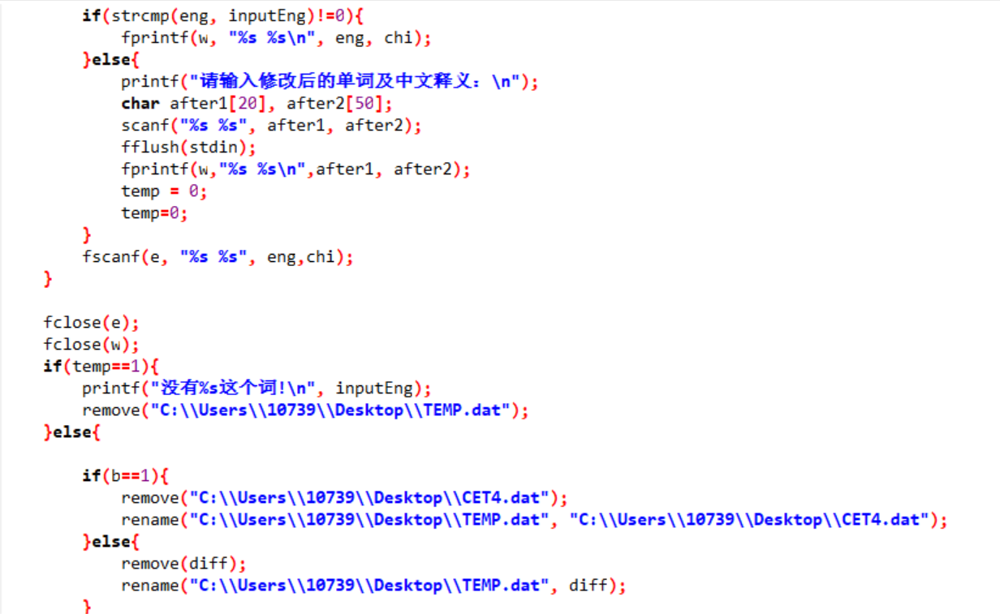 if(strcmp(eng, inputEng)!=0){
fprintf(w, "%s %s\n", eng, chi);
}else{
printf("请输入修改后的单词及中文释义：\n");
char after1[20], after2[50];
scanf("%s %s", after1, after2);
fflush(stdin);
fprintf(w,"%s %s\n",after1, after2);
temp = 0;
temp=0;
}
fscanf(e, "%s %s", eng,chi);
}
fclose(e);
fclose(w);
if(temp==1){
printf("没有%s这个词!\n", inputEng);
remove("C:\\Users\\10739\\Desktop\\TEMP.dat");
}else{
if(b==1){
remove("C:\\Users\\10739\\Desktop\\CET4.dat");
rename("C:\\Users\\10739\\Desktop\\TEMP.dat", "C:\\Users\\10739\\Desktop\\CET4.dat");
}else{
remove(diff);
rename("C:\\Users\\10739\\Desktop\\TEMP.dat", diff);
}